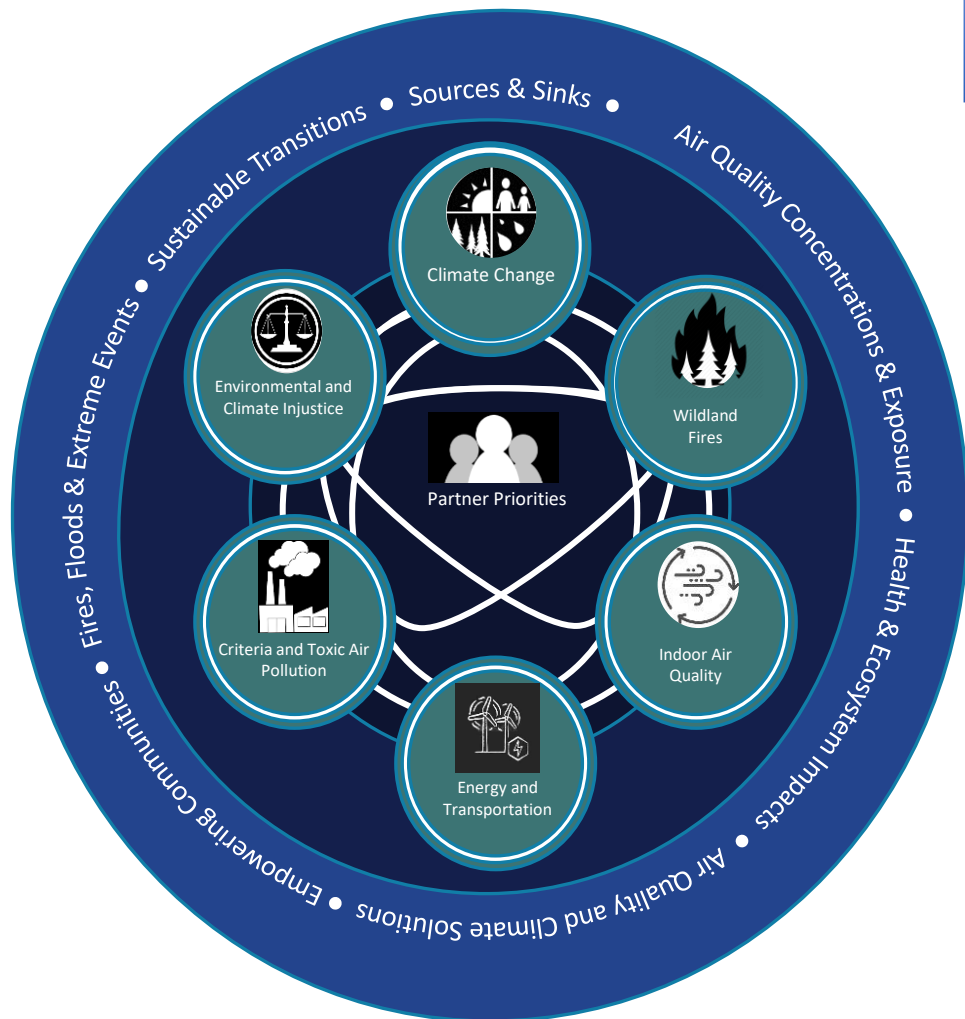 Sources & Sinks ●
Air Quality Concentrations & Exposure ●
Health & Ecosystem Impacts ●
Air Quality and Climate Solutions ●
Empowering Communities ●
Fires, Floods & Extreme Events ●
Sustainable Transitions ●
Climate Change
Wildland
Fires
Indoor Air
Quality
Energy and
Transportation
Criteria and Toxic Air
Pollution
Environmental and
Climate Injustice
Partner Priorities